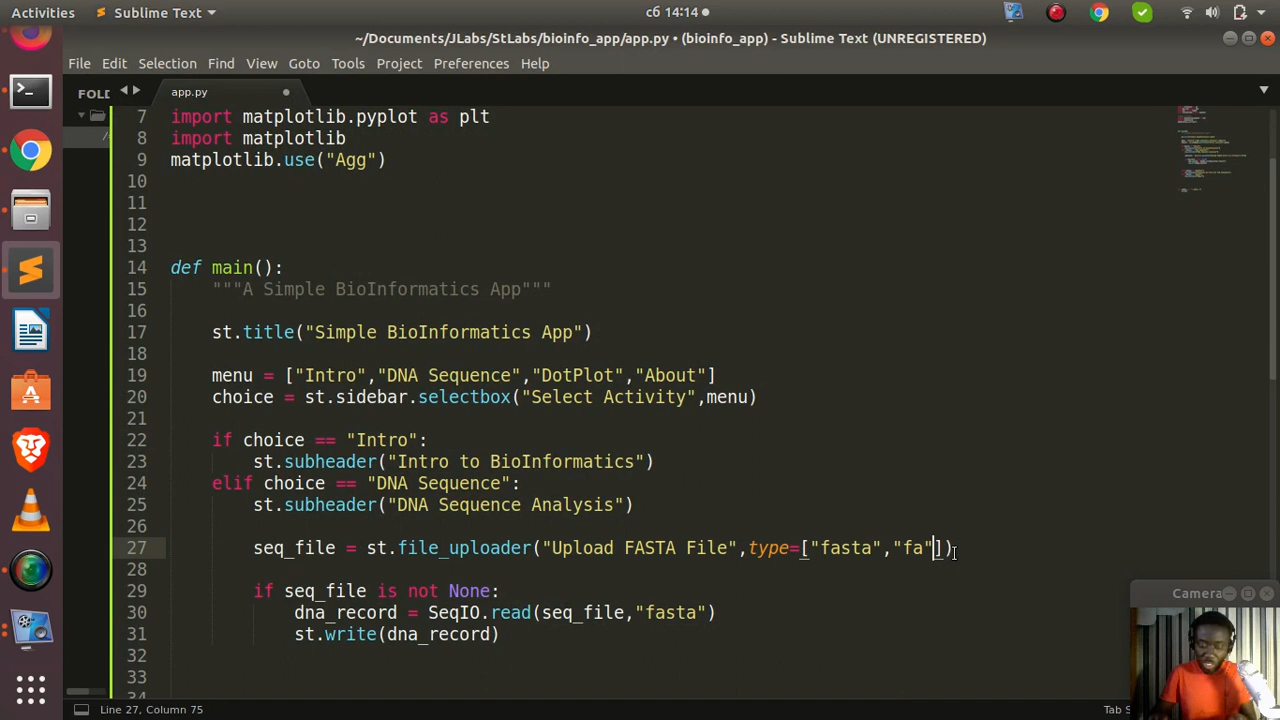 Activities
Sublime Text
сб 14:14
~/Documents/JLabs/StLabs/bioinfo_app/app.py • (bioinfo_app) - Sublime Text (UNREGISTERED)
File Edit Selection Find View Goto Tools Project Preferences Help
FOLD
app.py
7 import matplotlib.pyplot as plt
8 import matplotlib
9 matplotlib.use("Agg")
10
11
12
13
14 def main():
15 """A Simple BioInformatics App"""
16
17 st.title("Simple BioInformatics App")
18
19 menu = ["Intro","DNA Sequence","DotPlot","About"]
20 choice = st.sidebar.selectbox("Select Activity",menu)
21
22 if choice == "Intro":
23 st.subheader("Intro to BioInformatics")
24 elif choice == "DNA Sequence":
25 st.subheader("DNA Sequence Analysis")
26
27 seq_file = st.file_uploader("Upload FASTA File",type=["fasta","fa"])
28
29 if seq_file is not None:
30 dna_record = SeqIO.read(seq_file,"fasta")
31 st.write(dna_record)
32
33
34
Camera
Line 27, Column 75
Tab S